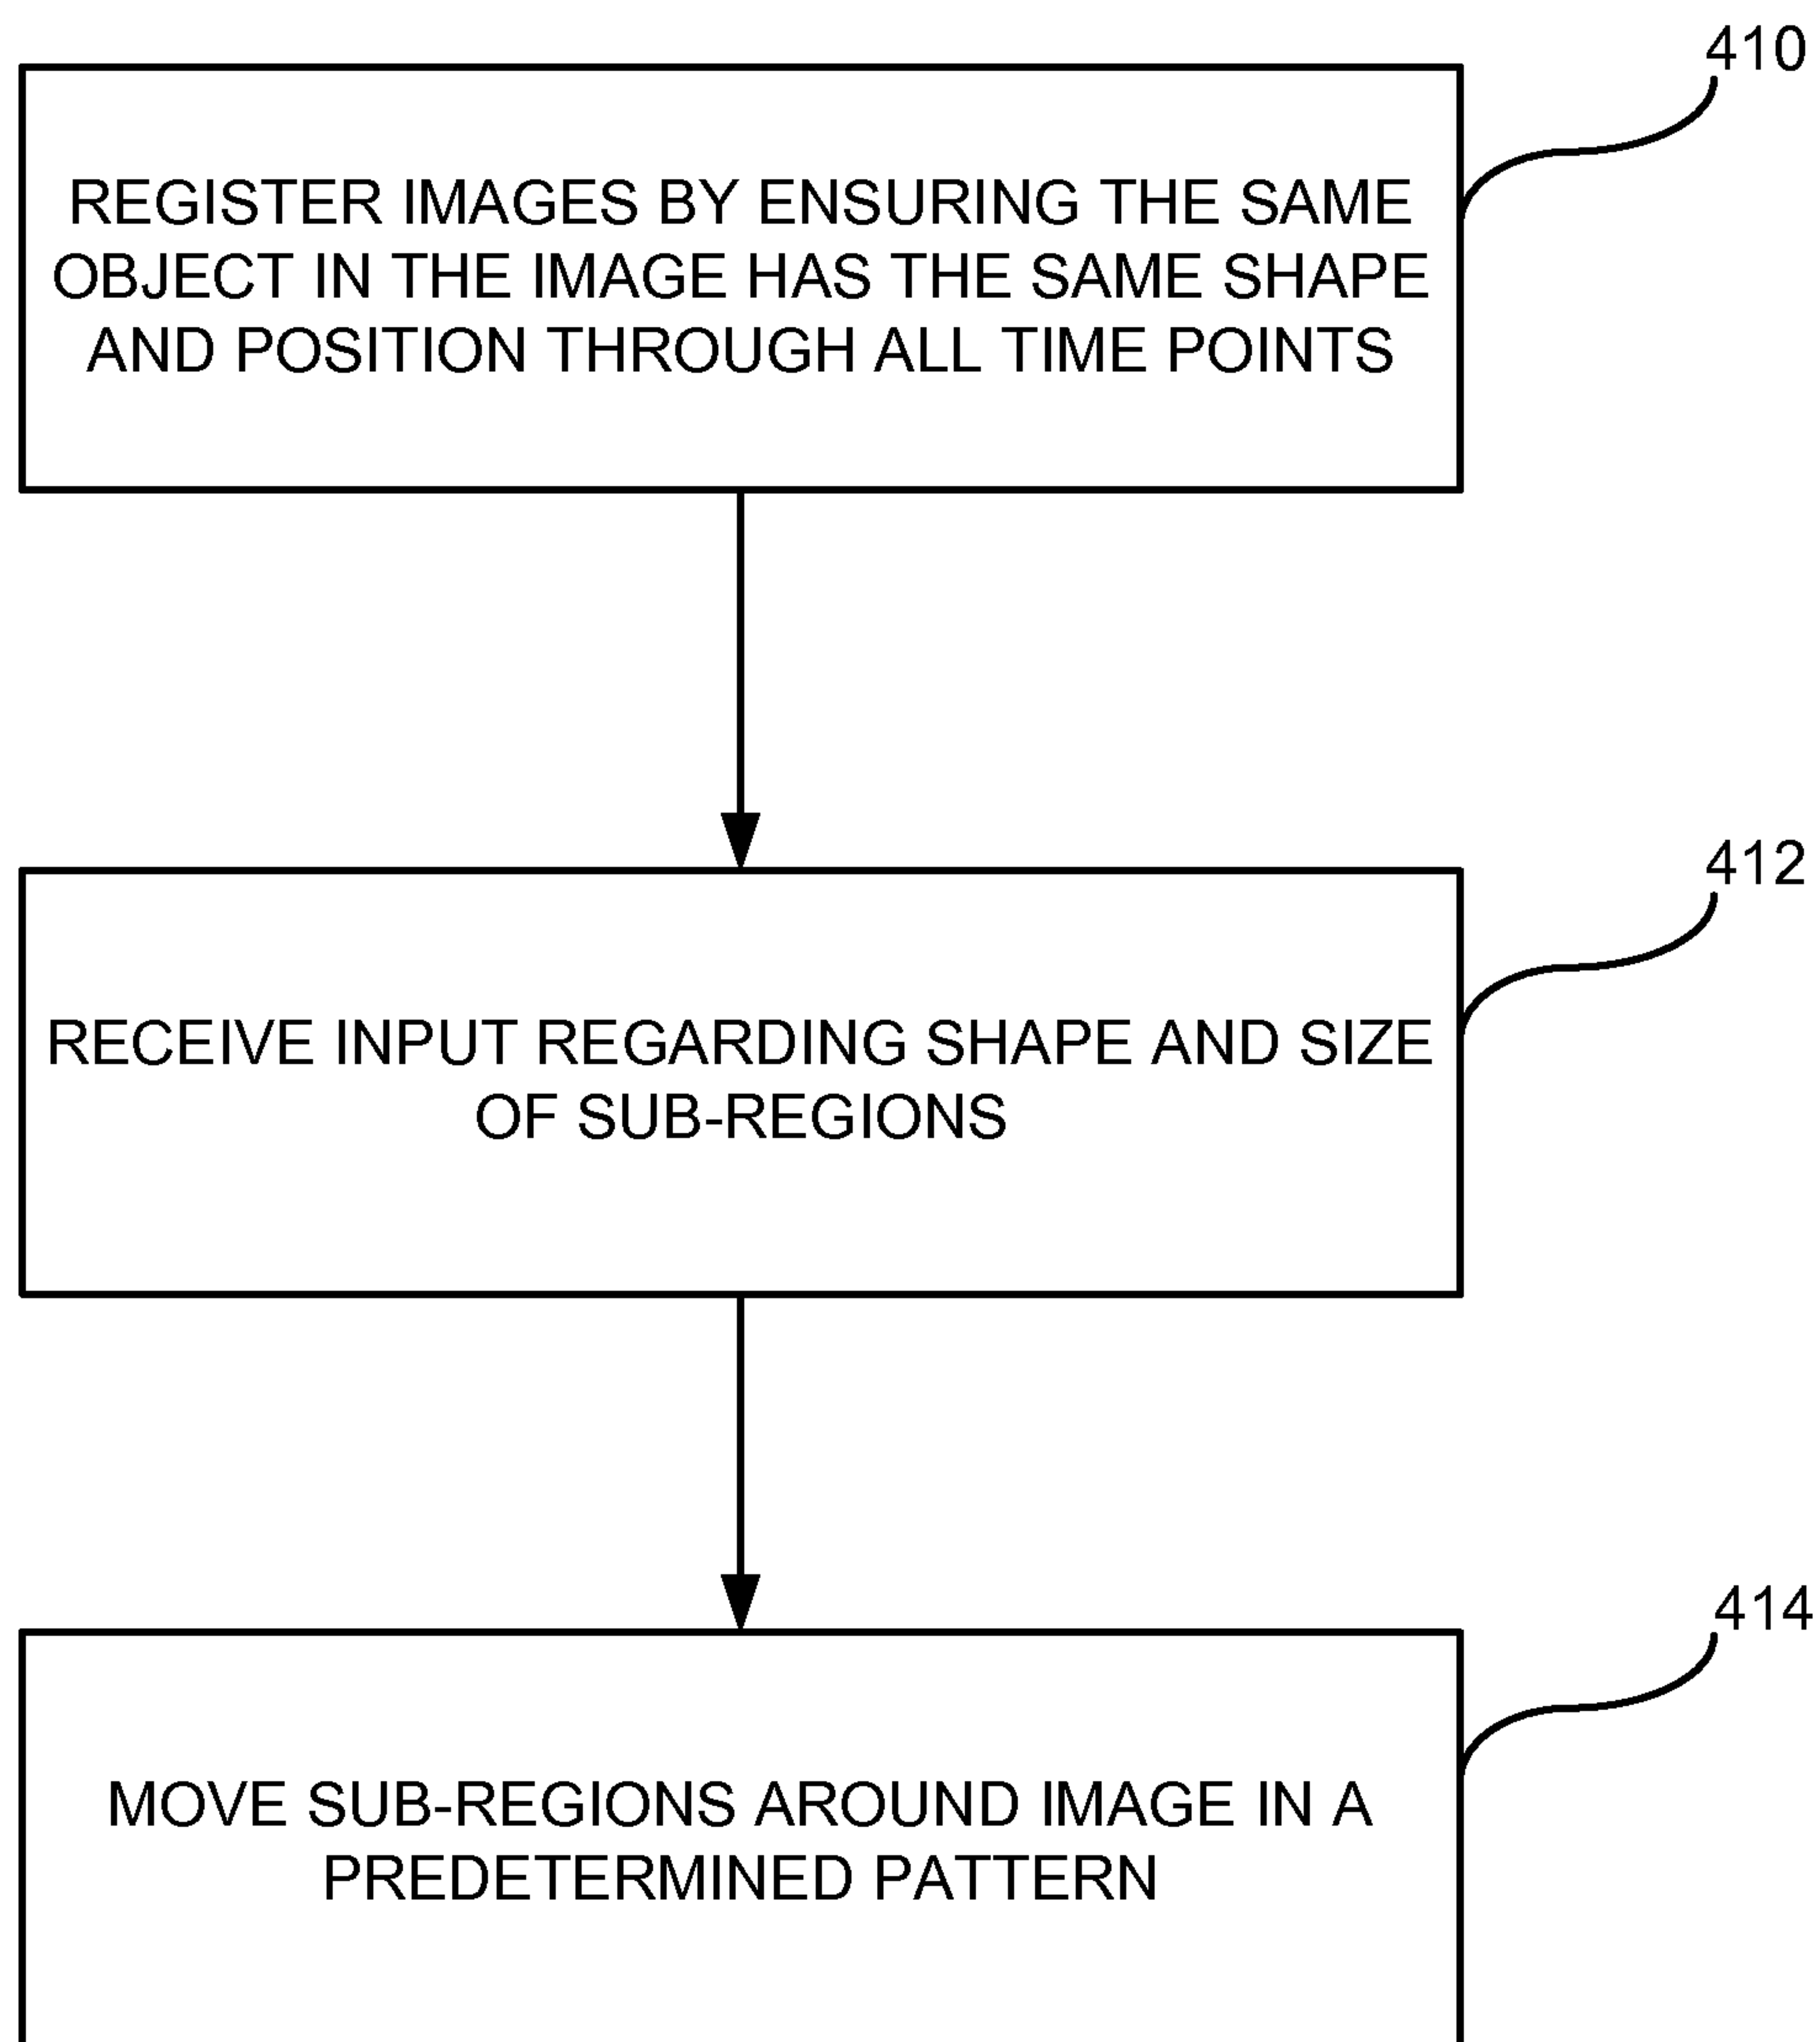 410
REGISTER IMAGES BY ENSURING THE SAME
OBJECT IN THE IMAGE HAS THE SAME SHAPE
AND POSITION THROUGH ALL TIME POINTS
412
RECEIVE INPUT REGARDING SHAPE AND SIZE
OF SUB-REGIONS
414
MOVE SUB-REGIONS AROUND IMAGE IN A
PREDETERMINED PATTERN